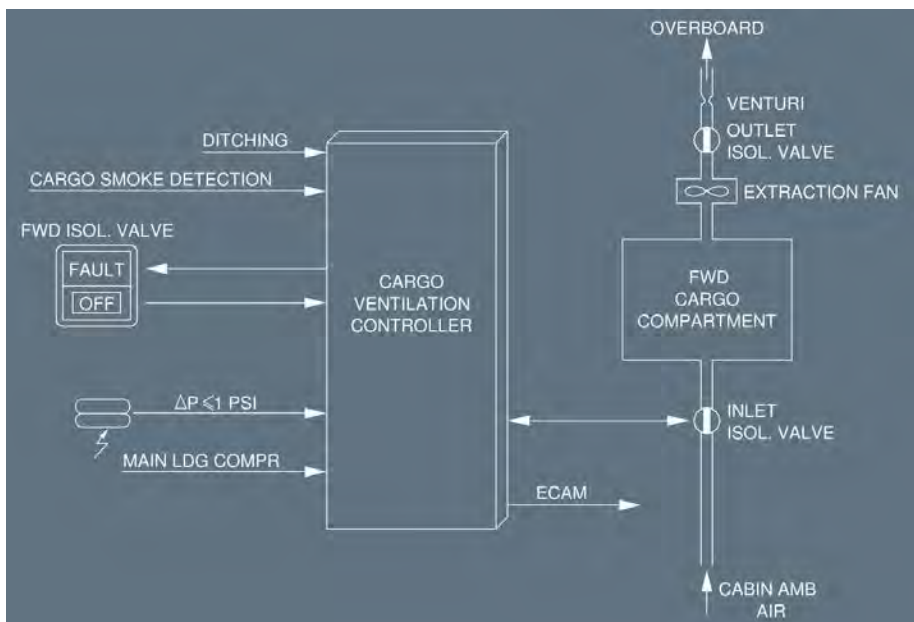 OVERBOARD
VENTURI
OUTLET
ISOL. VALVE
EXTRACTION FAN
DITCHING
CARGO SMOKE DETECTION
FWD ISOL. VALVE
FAULT
OFF
CARGO
VENTILATION
CONTROLLER
FWD
CARGO
COMPARTMENT
ΔP ⩽1 PSI
MAIN LDG COMPR
INLET
ISOL. VALVE
ECAM
CABIN AMB
AIR